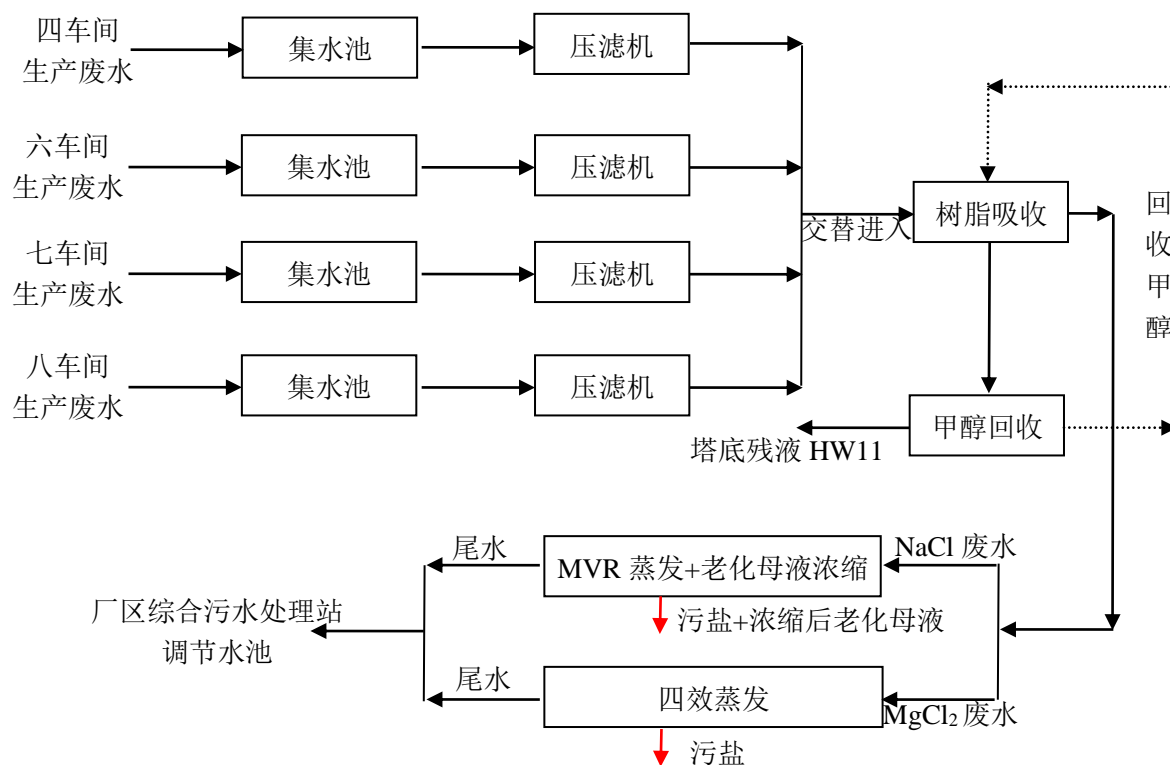 四车间
生产废水
集水池
压滤机
六车间
生产废水
集水池
压滤机
交替进入
树脂吸收
回
收
甲
醇
七车间
生产废水
集水池
压滤机
八车间
生产废水
集水池
压滤机
甲醇回收
塔底残液 HW11
尾水
MVR 蒸发+老化母液浓缩
NaCl 废水
污盐+浓缩后老化母液
厂区综合污水处理站
调节水池
尾水
四效蒸发
MgCl₂ 废水
污盐